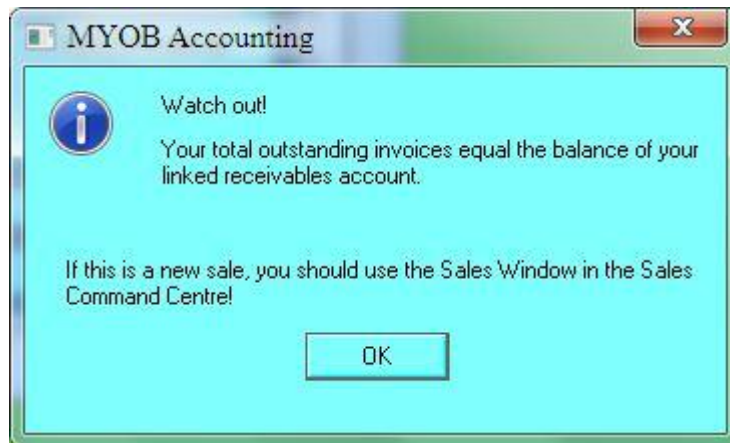 MYOB Accounting
Watch out!
Your total outstanding invoices equal the balance of your
linked receivables account.
If this is a new sale, you should use the Sales Window in the Sales
Command Centre!
OK